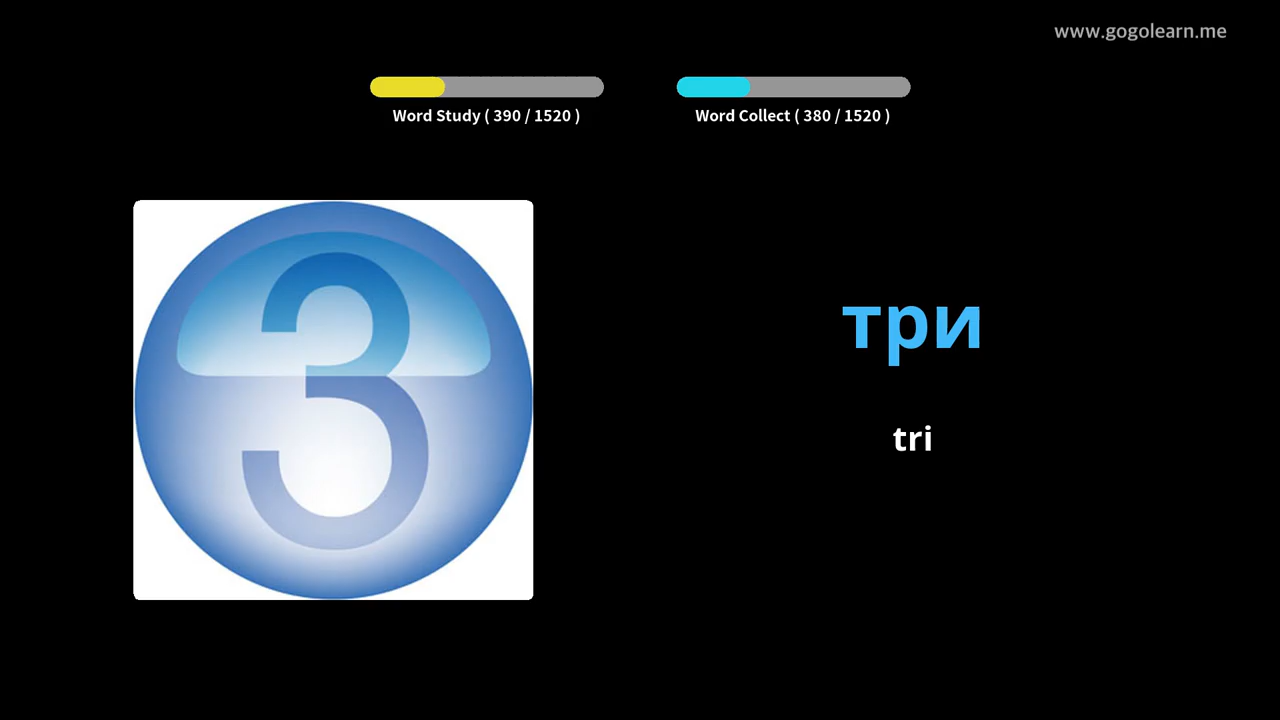 www.gogolearn.me
Word Study ( 390 / 1520 )
Word Collect ( 380 / 1520 )
3
три
tri